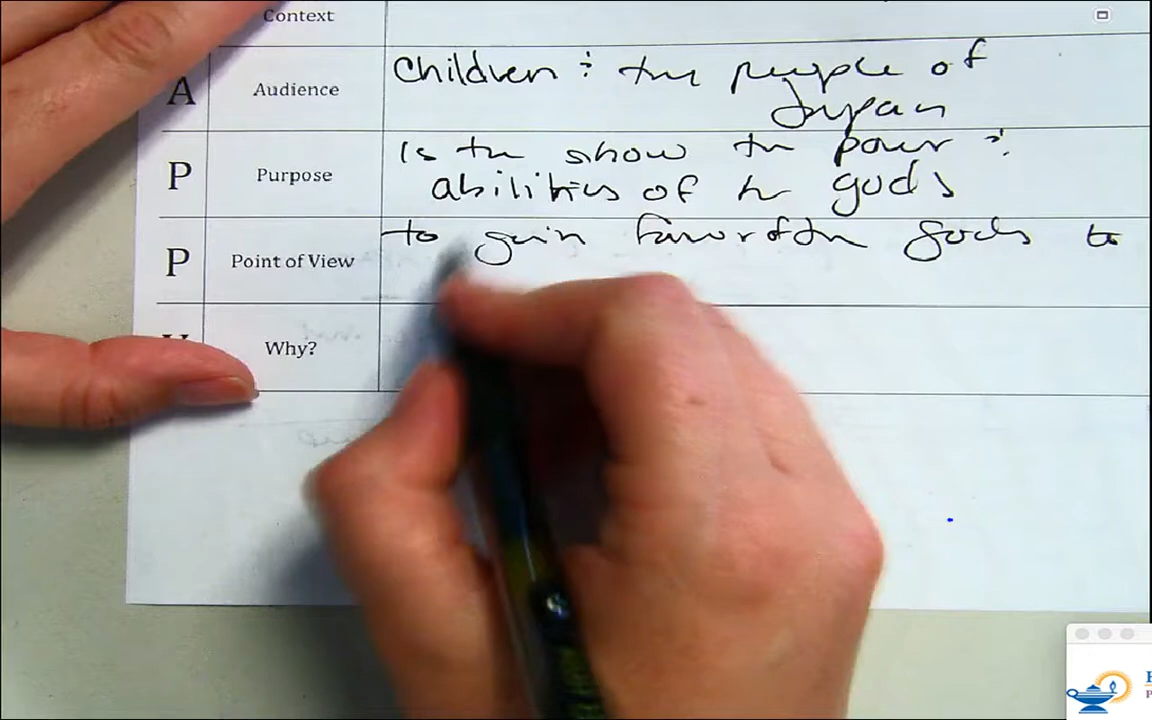 Context
A Audience Children & the people of
Japan
P Purpose Is the show the power &
abilities of the gods
P Point of View to gain favor of the gods to
Why?